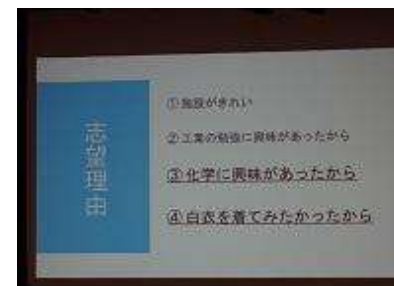 志望理由
①施設がきれい
②工業の勉強に興味があったから
③化学に興味があったから
④白衣を着てみたかったから